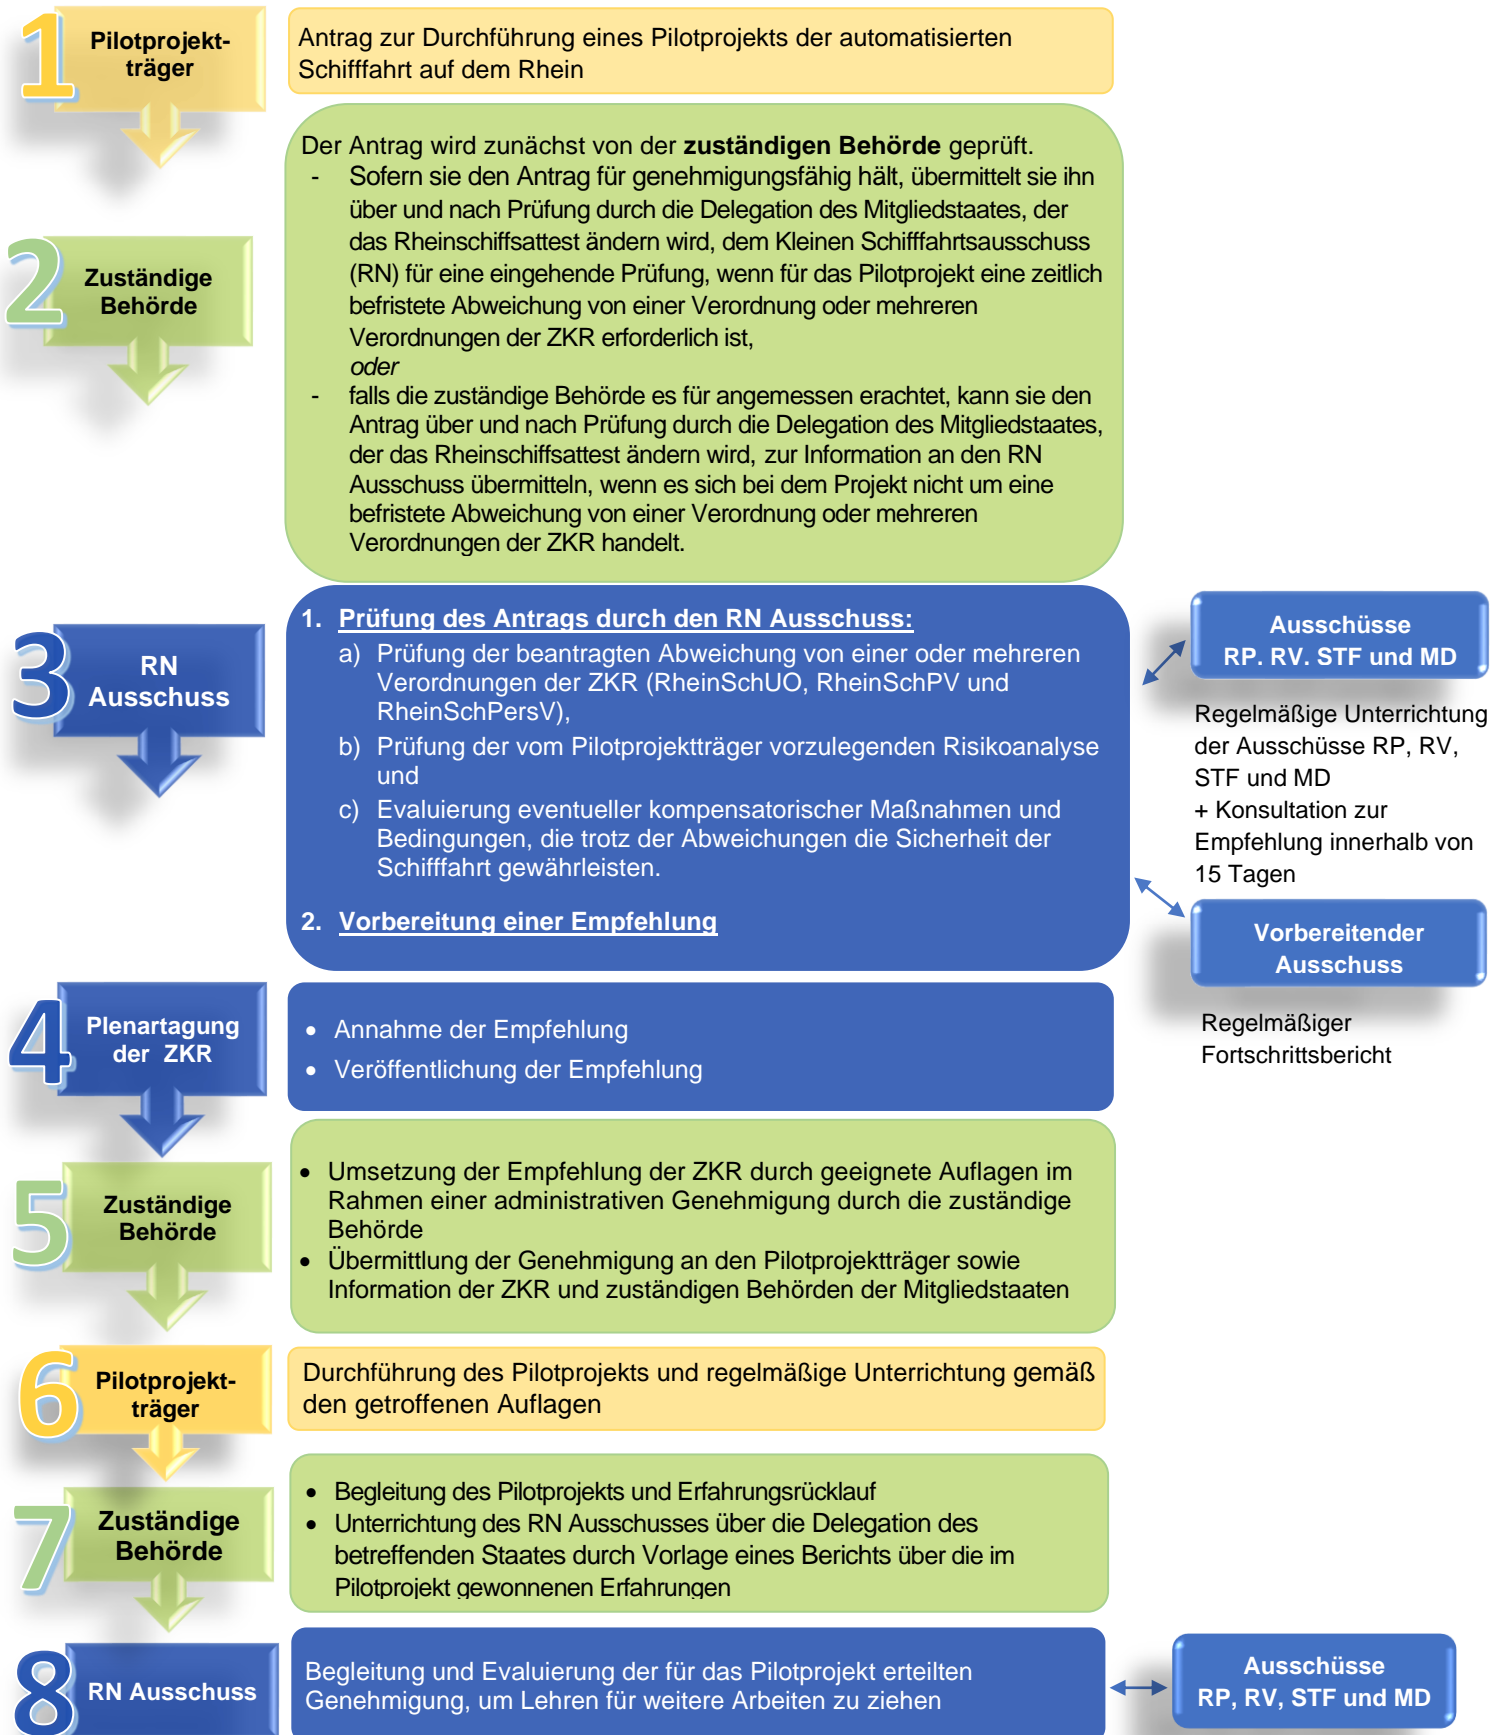 1
Pilotprojekt-
träger
Antrag zur Durchführung eines Pilotprojekts der automatisierten
Schifffahrt auf dem Rhein
2
Zuständige
Behörde
Der Antrag wird zunächst von der zuständigen Behörde geprüft.
- Sofern sie den Antrag für genehmigungsfähig hält, übermittelt sie ihn
über und nach Prüfung durch die Delegation des Mitgliedstaates, der
das Rheinschiffsattest ändern wird, dem Kleinen Schifffahrtsausschuss
(RN) für eine eingehende Prüfung, wenn für das Pilotprojekt eine zeitlich
befristete Abweichung von einer Verordnung oder mehreren
Verordnungen der ZKR erforderlich ist,
oder
- falls die zuständige Behörde es für angemessen erachtet, kann sie den
Antrag über und nach Prüfung durch die Delegation des Mitgliedstaates,
der das Rheinschiffsattest ändern wird, zur Information an den RN
Ausschuss übermitteln, wenn es sich bei dem Projekt nicht um eine
befristete Abweichung von einer Verordnung oder mehreren
Verordnungen der ZKR handelt.
3
RN
Ausschuss
1. Prüfung des Antrags durch den RN Ausschuss:
a) Prüfung der beantragten Abweichung von einer oder mehreren
Verordnungen der ZKR (RheinSchUO, RheinSchPV und
RheinSchPersV),
b) Prüfung der vom Pilotprojektträger vorzulegenden Risikoanalyse
und
c) Evaluierung eventueller kompensatorischer Maßnahmen und
Bedingungen, die trotz der Abweichungen die Sicherheit der
Schifffahrt gewährleisten.
2. Vorbereitung einer Empfehlung
Ausschüsse
RP. RV. STF und MD
Regelmäßige Unterrichtung
der Ausschüsse RP, RV,
STF und MD
+ Konsultation zur
Empfehlung innerhalb von
15 Tagen
Vorbereitender
Ausschuss
Regelmäßiger
Fortschrittsbericht
4
Plenartagung
der ZKR
• Annahme der Empfehlung
• Veröffentlichung der Empfehlung
5
Zuständige
Behörde
• Umsetzung der Empfehlung der ZKR durch geeignete Auflagen im
Rahmen einer administrativen Genehmigung durch die zuständige
Behörde
• Übermittlung der Genehmigung an den Pilotprojektträger sowie
Information der ZKR und zuständigen Behörden der Mitgliedstaaten
6
Pilotprojekt-
träger
Durchführung des Pilotprojekts und regelmäßige Unterrichtung gemäß
den getroffenen Auflagen
7
Zuständige
Behörde
• Begleitung des Pilotprojekts und Erfahrungsrücklauf
• Unterrichtung des RN Ausschusses über die Delegation des
betreffenden Staates durch Vorlage eines Berichts über die im
Pilotprojekt gewonnenen Erfahrungen
8
RN Ausschuss
Begleitung und Evaluierung der für das Pilotprojekt erteilten
Genehmigung, um Lehren für weitere Arbeiten zu ziehen
Ausschüsse
RP, RV, STF und MD